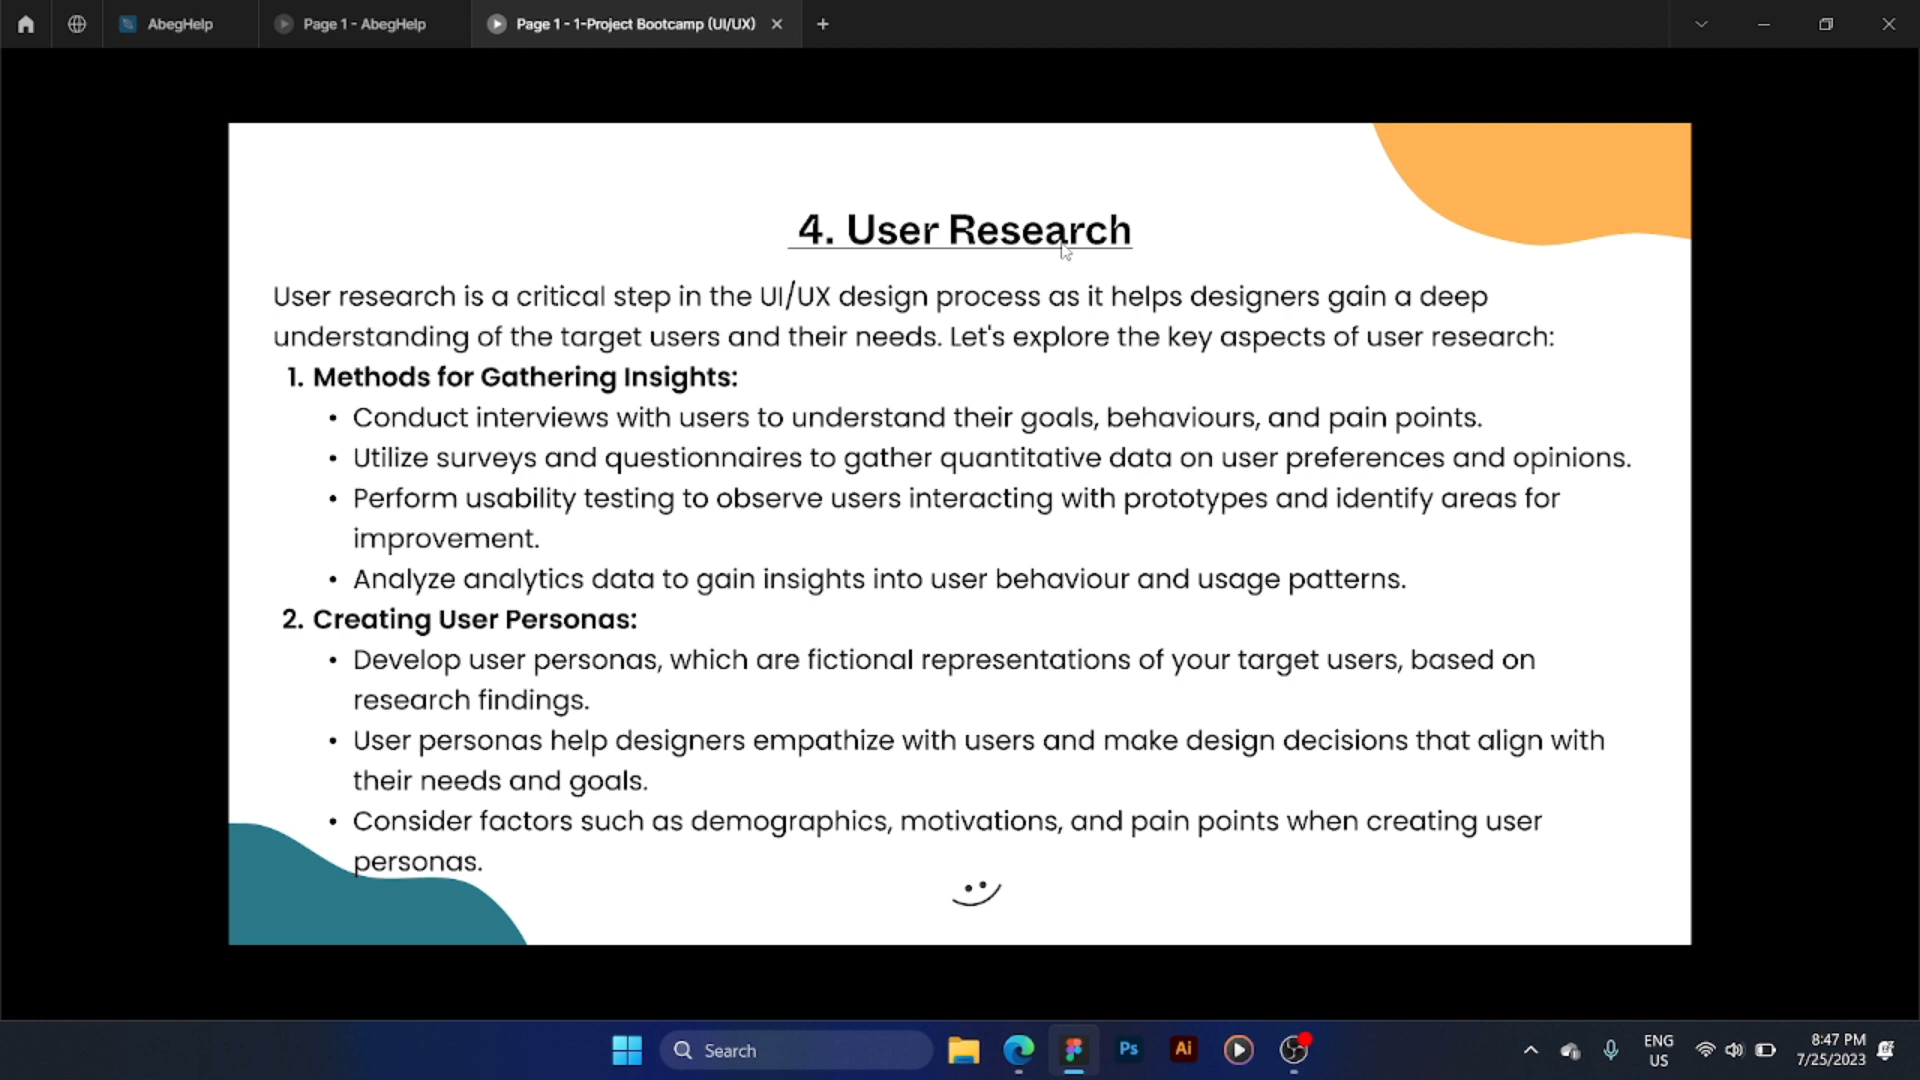 AbegHelp
Page 1 - AbegHelp
Page 1 - 1-Project Bootcamp (UI/UX)
4. User Research
User research is a critical step in the UI/UX design process as it helps designers gain a deep
understanding of the target users and their needs. Let's explore the key aspects of user research:
1. Methods for Gathering Insights:
• Conduct interviews with users to understand their goals, behaviours, and pain points.
• Utilize surveys and questionnaires to gather quantitative data on user preferences and opinions.
• Perform usability testing to observe users interacting with prototypes and identify areas for
improvement.
• Analyze analytics data to gain insights into user behaviour and usage patterns.
2. Creating User Personas:
• Develop user personas, which are fictional representations of your target users, based on
research findings.
• User personas help designers empathize with users and make design decisions that align with
their needs and goals.
• Consider factors such as demographics, motivations, and pain points when creating user
personas.
Search
Ps
Ai
ENG
US
8:47 PM
7/25/2023